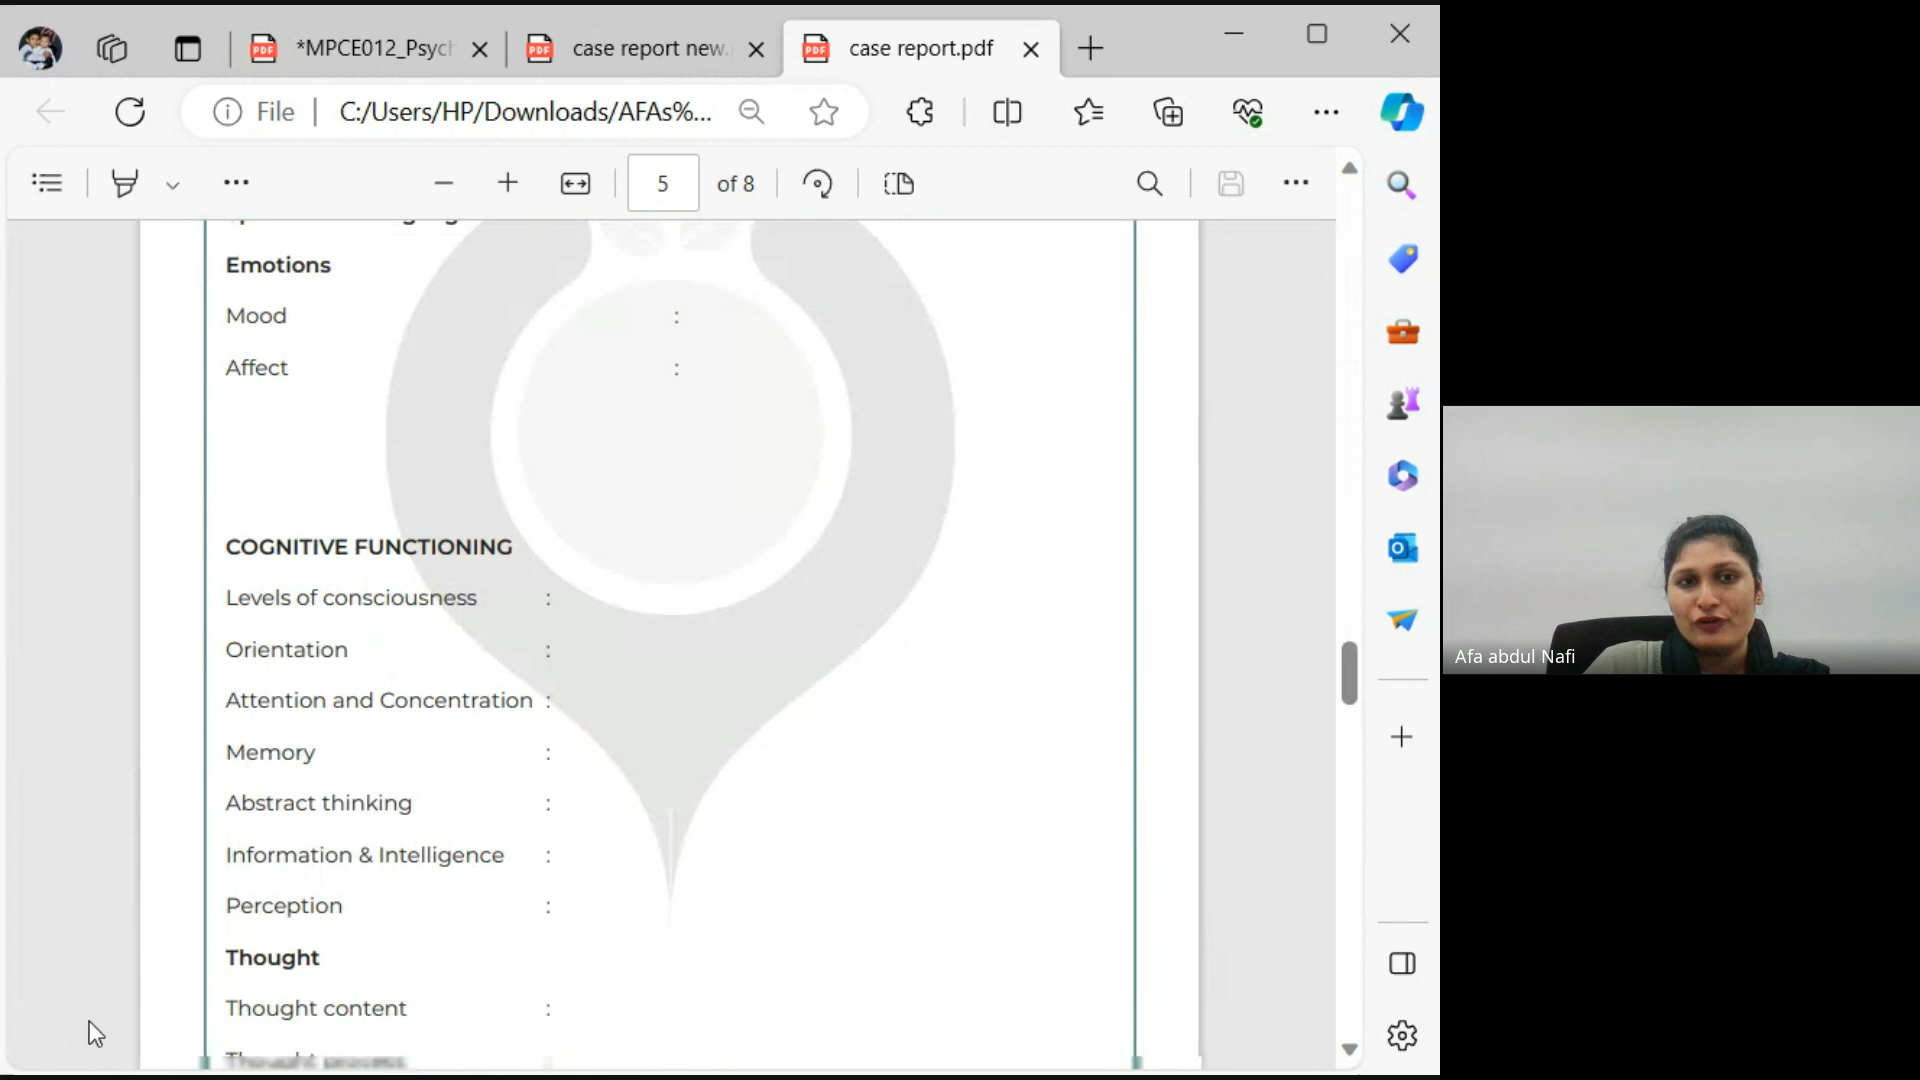 *MPCE012_Psych
case report new.
case report.pdf
File
C:/Users/HP/Downloads/AFAs%...
5
of 8
Emotions
Mood :
Affect :
COGNITIVE FUNCTIONING
Levels of consciousness :
Orientation :
Attention and Concentration :
Memory :
Abstract thinking :
Information & Intelligence :
Perception :
Thought
Thought content :
Afa abdul Nafi